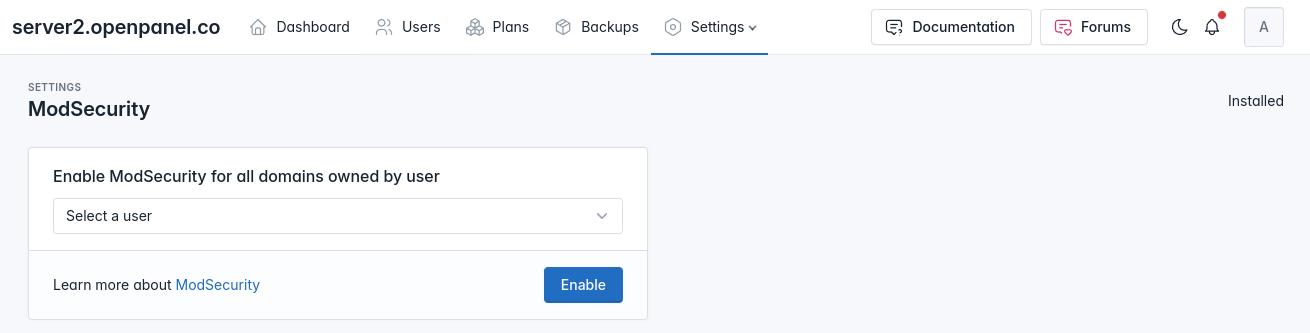 server2.openpanel.co Dashboard Users Plans Backups Settings Documentation Forums A
SETTINGS
ModSecurity
Installed
Enable ModSecurity for all domains owned by user
Select a user
Learn more about ModSecurity Enable